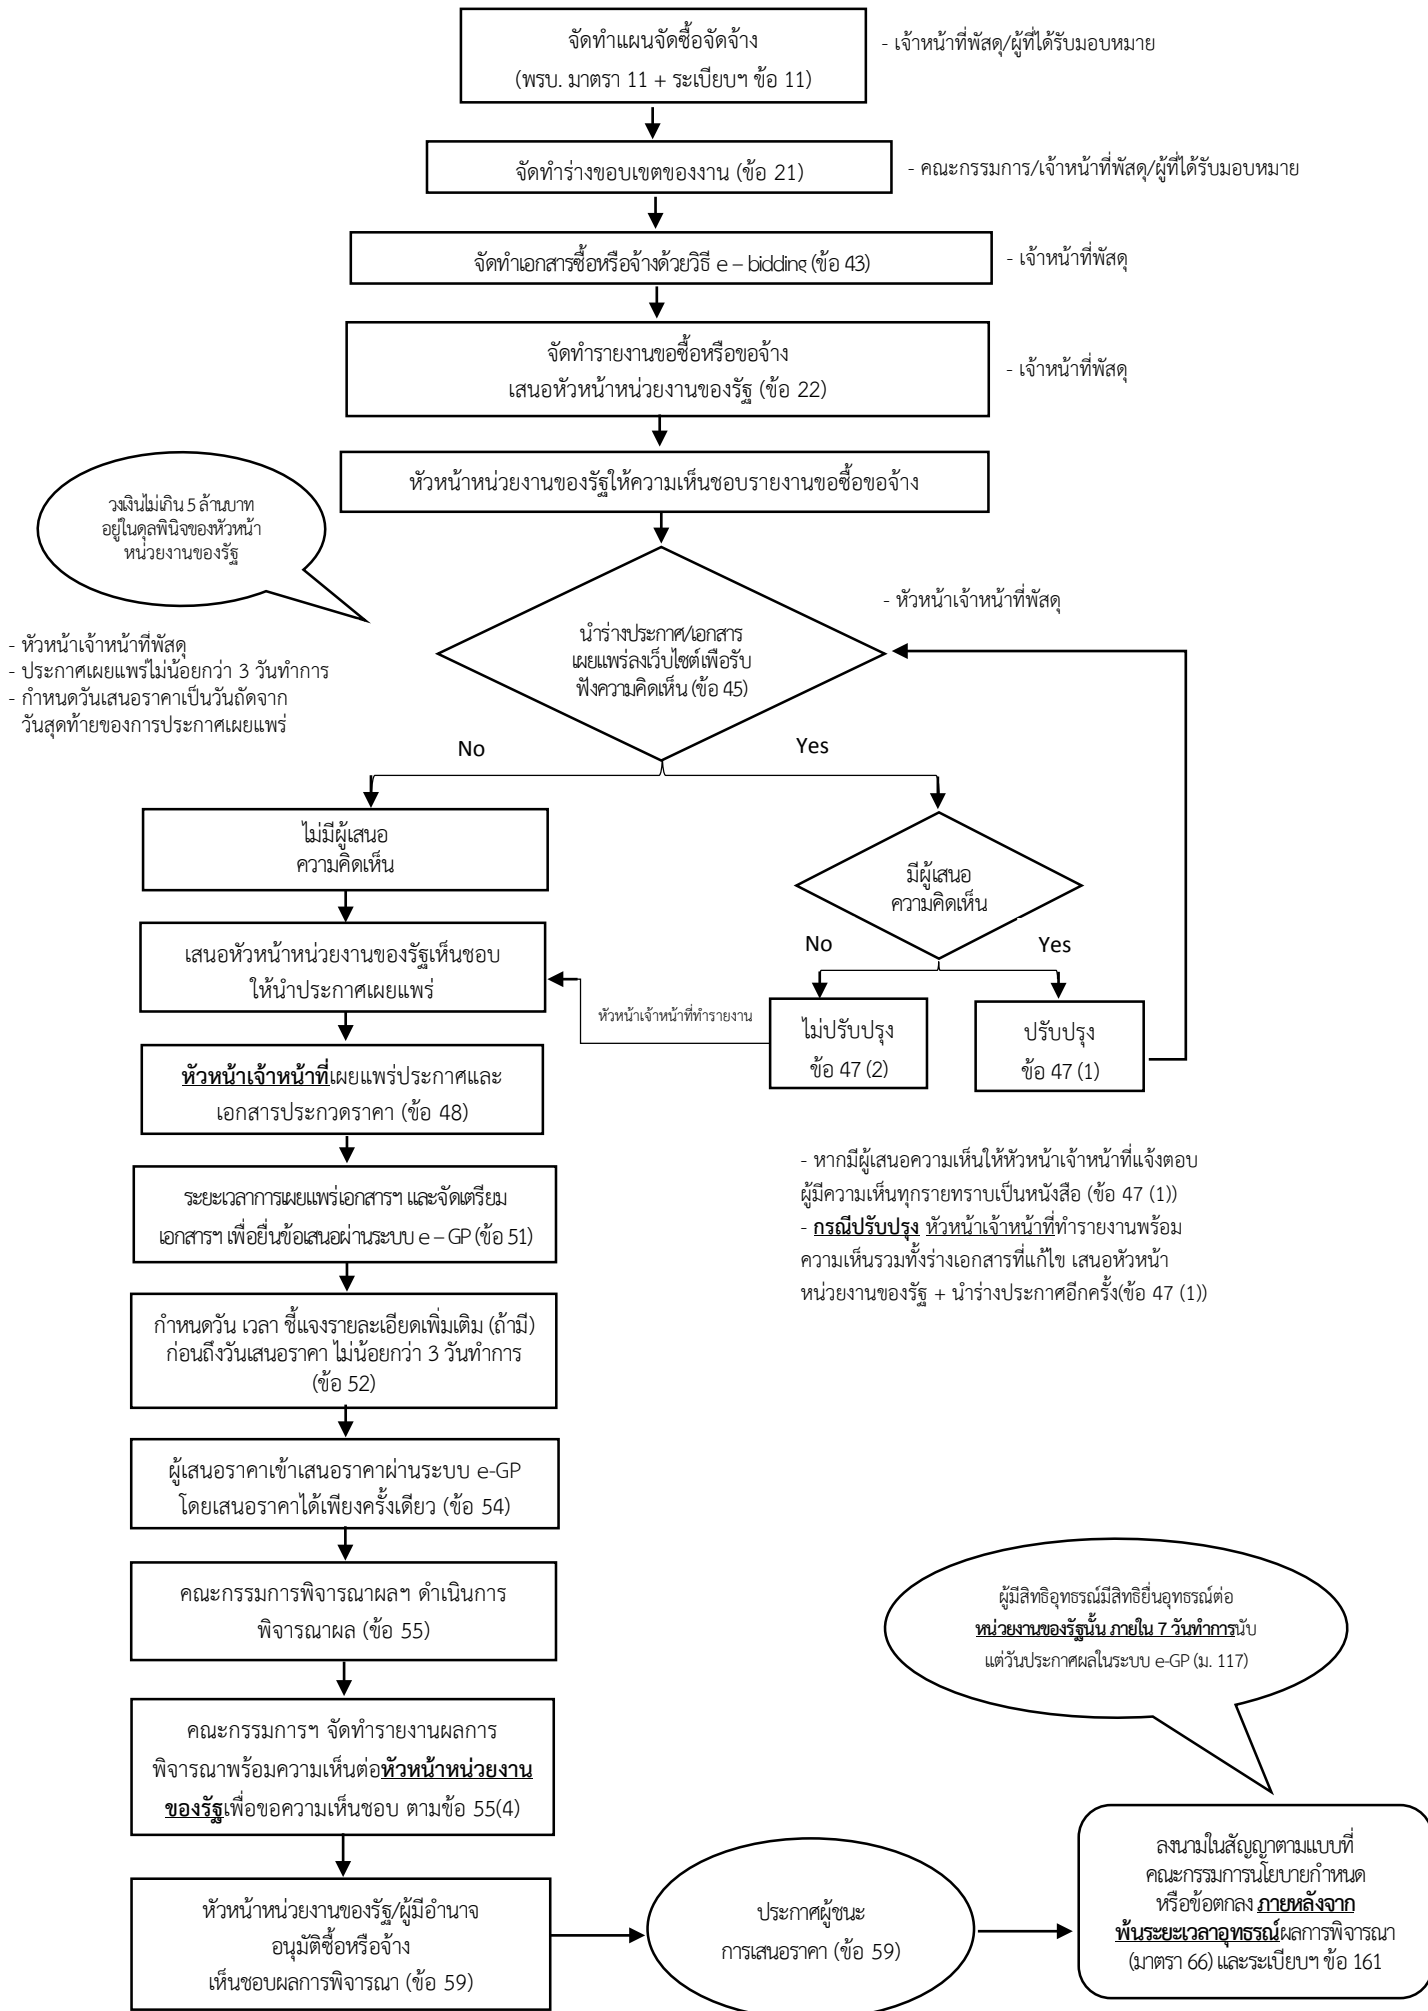 จัดทำแผนจัดซื้อจัดจ้าง
(พรบ. มาตรา 11 + ระเบียบฯ ข้อ 11)
- เจ้าหน้าที่พัสดุ/ผู้ที่ได้รับมอบหมาย
จัดทำร่างขอบเขตของงาน (ข้อ 21)
- คณะกรรมการ/เจ้าหน้าที่พัสดุ/ผู้ที่ได้รับมอบหมาย
จัดทำเอกสารซื้อหรือจ้างด้วยวิธี e – bidding (ข้อ 43)
- เจ้าหน้าที่พัสดุ
จัดทำรายงานขอซื้อหรือขอจ้าง
เสนอหัวหน้าหน่วยงานของรัฐ (ข้อ 22)
- เจ้าหน้าที่พัสดุ
หัวหน้าหน่วยงานของรัฐให้ความเห็นชอบรายงานขอซื้อขอจ้าง
วงเงินไม่เกิน 5 ล้านบาท
อยู่ในดุลพินิจของหัวหน้า
หน่วยงานของรัฐ
- หัวหน้าเจ้าหน้าที่พัสดุ
- หัวหน้าเจ้าหน้าที่พัสดุ
- ประกาศเผยแพร่ไม่น้อยกว่า 3 วันทำการ
- กำหนดวันเสนอราคาเป็นวันถัดจาก
วันสุดท้ายของการประกาศเผยแพร่
นำร่างประกาศ/เอกสาร
เผยแพร่ลงเว็บไซต์เพื่อรับ
ฟังความคิดเห็น (ข้อ 45)
No
Yes
ไม่มีผู้เสนอ
ความคิดเห็น
มีผู้เสนอ
ความคิดเห็น
No
Yes
เสนอหัวหน้าหน่วยงานของรัฐเห็นชอบ
ให้นำประกาศเผยแพร่
หัวหน้าเจ้าหน้าที่ทำรายงาน
ไม่ปรับปรุง
ข้อ 47 (2)
ปรับปรุง
ข้อ 47 (1)
หัวหน้าเจ้าหน้าที่เผยแพร่ประกาศและ
เอกสารประกวดราคา (ข้อ 48)
- หากมีผู้เสนอความเห็นให้หัวหน้าเจ้าหน้าที่แจ้งตอบ
ผู้มีความเห็นทุกรายทราบเป็นหนังสือ (ข้อ 47 (1))
- กรณีปรับปรุง หัวหน้าเจ้าหน้าที่ทำรายงานพร้อม
ความเห็นรวมทั้งร่างเอกสารที่แก้ไข เสนอหัวหน้า
หน่วยงานของรัฐ + นำร่างประกาศอีกครั้ง(ข้อ 47 (1))
ระยะเวลาการเผยแพร่เอกสารฯ และจัดเตรียม
เอกสารฯ เพื่อยื่นข้อเสนอผ่านระบบ e – GP (ข้อ 51)
กำหนดวัน เวลา ชี้แจงรายละเอียดเพิ่มเติม (ถ้ามี)
ก่อนถึงวันเสนอราคา ไม่น้อยกว่า 3 วันทำการ
(ข้อ 52)
ผู้เสนอราคาเข้าเสนอราคาผ่านระบบ e-GP
โดยเสนอราคาได้เพียงครั้งเดียว (ข้อ 54)
คณะกรรมการพิจารณาผลฯ ดำเนินการ
พิจารณาผล (ข้อ 55)
ผู้มีสิทธิอุทธรณ์มีสิทธิยื่นอุทธรณ์ต่อ
หน่วยงานของรัฐนั้น ภายใน 7 วันทำการนับ
แต่วันประกาศผลในระบบ e-GP (ม. 117)
คณะกรรมการฯ จัดทำรายงานผลการ
พิจารณาพร้อมความเห็นต่อหัวหน้าหน่วยงาน
ของรัฐเพื่อขอความเห็นชอบ ตามข้อ 55(4)
หัวหน้าหน่วยงานของรัฐ/ผู้มีอำนาจ
อนุมัติซื้อหรือจ้าง
เห็นชอบผลการพิจารณา (ข้อ 59)
ประกาศผู้ชนะ
การเสนอราคา (ข้อ 59)
ลงนามในสัญญาตามแบบที่
คณะกรรมการนโยบายกำหนด
หรือข้อตกลง ภายหลังจาก
พ้นระยะเวลาอุทธรณ์ผลการพิจารณา
(มาตรา 66) และระเบียบฯ ข้อ 161